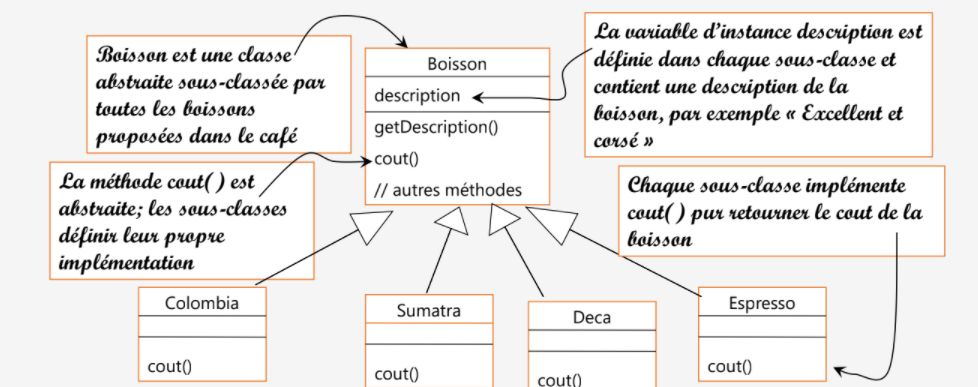 Boisson est une classe
abstraite sous-classée par
toutes les boissons
proposées dans le café
Boisson
description
getDescription()
cout()
// autres méthodes
La variable d'instance description est
définie dans chaque sous-classe et
contient une description de la
boisson, par exemple « Excellent et
corsé »
La méthode cout( ) est
abstraite; les sous-classes
définir leur propre
implémentation
Chaque sous-classe implémente
cout( ) pur retourner le cout de la
boisson
Colombia
cout()
Sumatra
cout()
Deca
cout()
Espresso
cout()